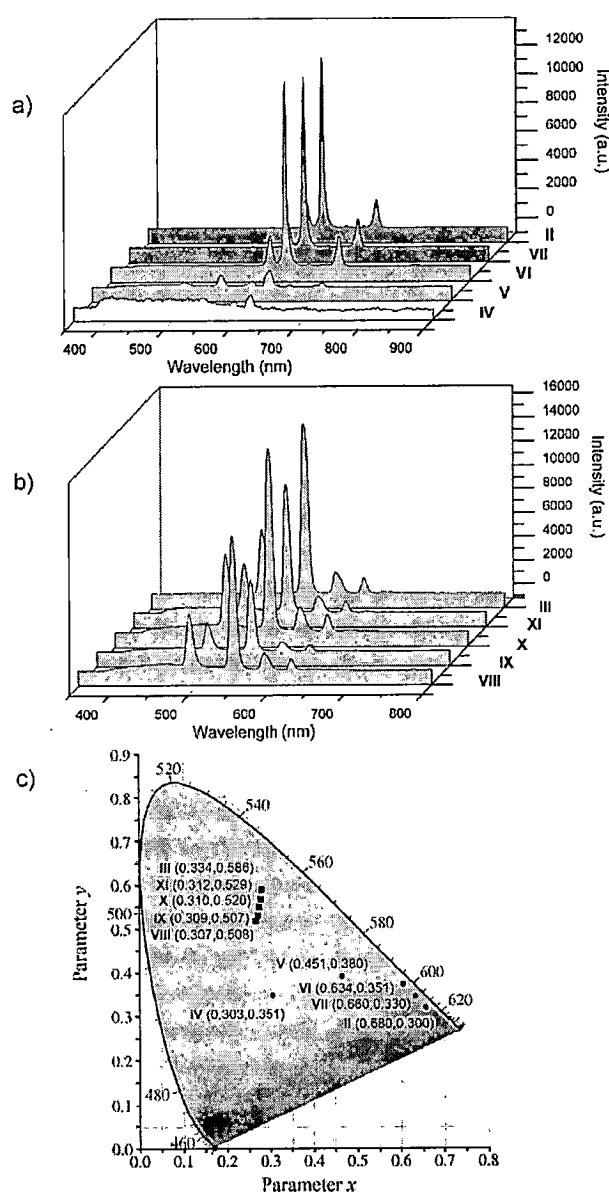 a)
12000
10000
8000
6000
4000
2000
0
Intensity (a.u.)
II
VII
VI
V
IV
400 500 600 700 800 900
Wavelength (nm)
b)
16000
14000
12000
10000
8000
6000
4000
2000
0
Intensity (a.u.)
III
XI
X
IX
VIII
400 500 600 700 800
Wavelength (nm)
c)
0.9
0.8
0.7
0.6
0.5
0.4
0.3
0.2
0.1
0.0
Parameter y
520
540
560
580
600
620
500
480
460
III (0.334,0.586)
XI (0.312,0.529)
X (0.310,0.520)
IX (0.309,0.507)
VIII (0.307,0.508)
V (0.451,0.380)
VI (0.634,0.351)
VII (0.660,0.330)
IV (0.303,0.351)
II (0.680,0.300)
0.0 0.1 0.2 0.3 0.4 0.5 0.6 0.7 0.8
Parameter x